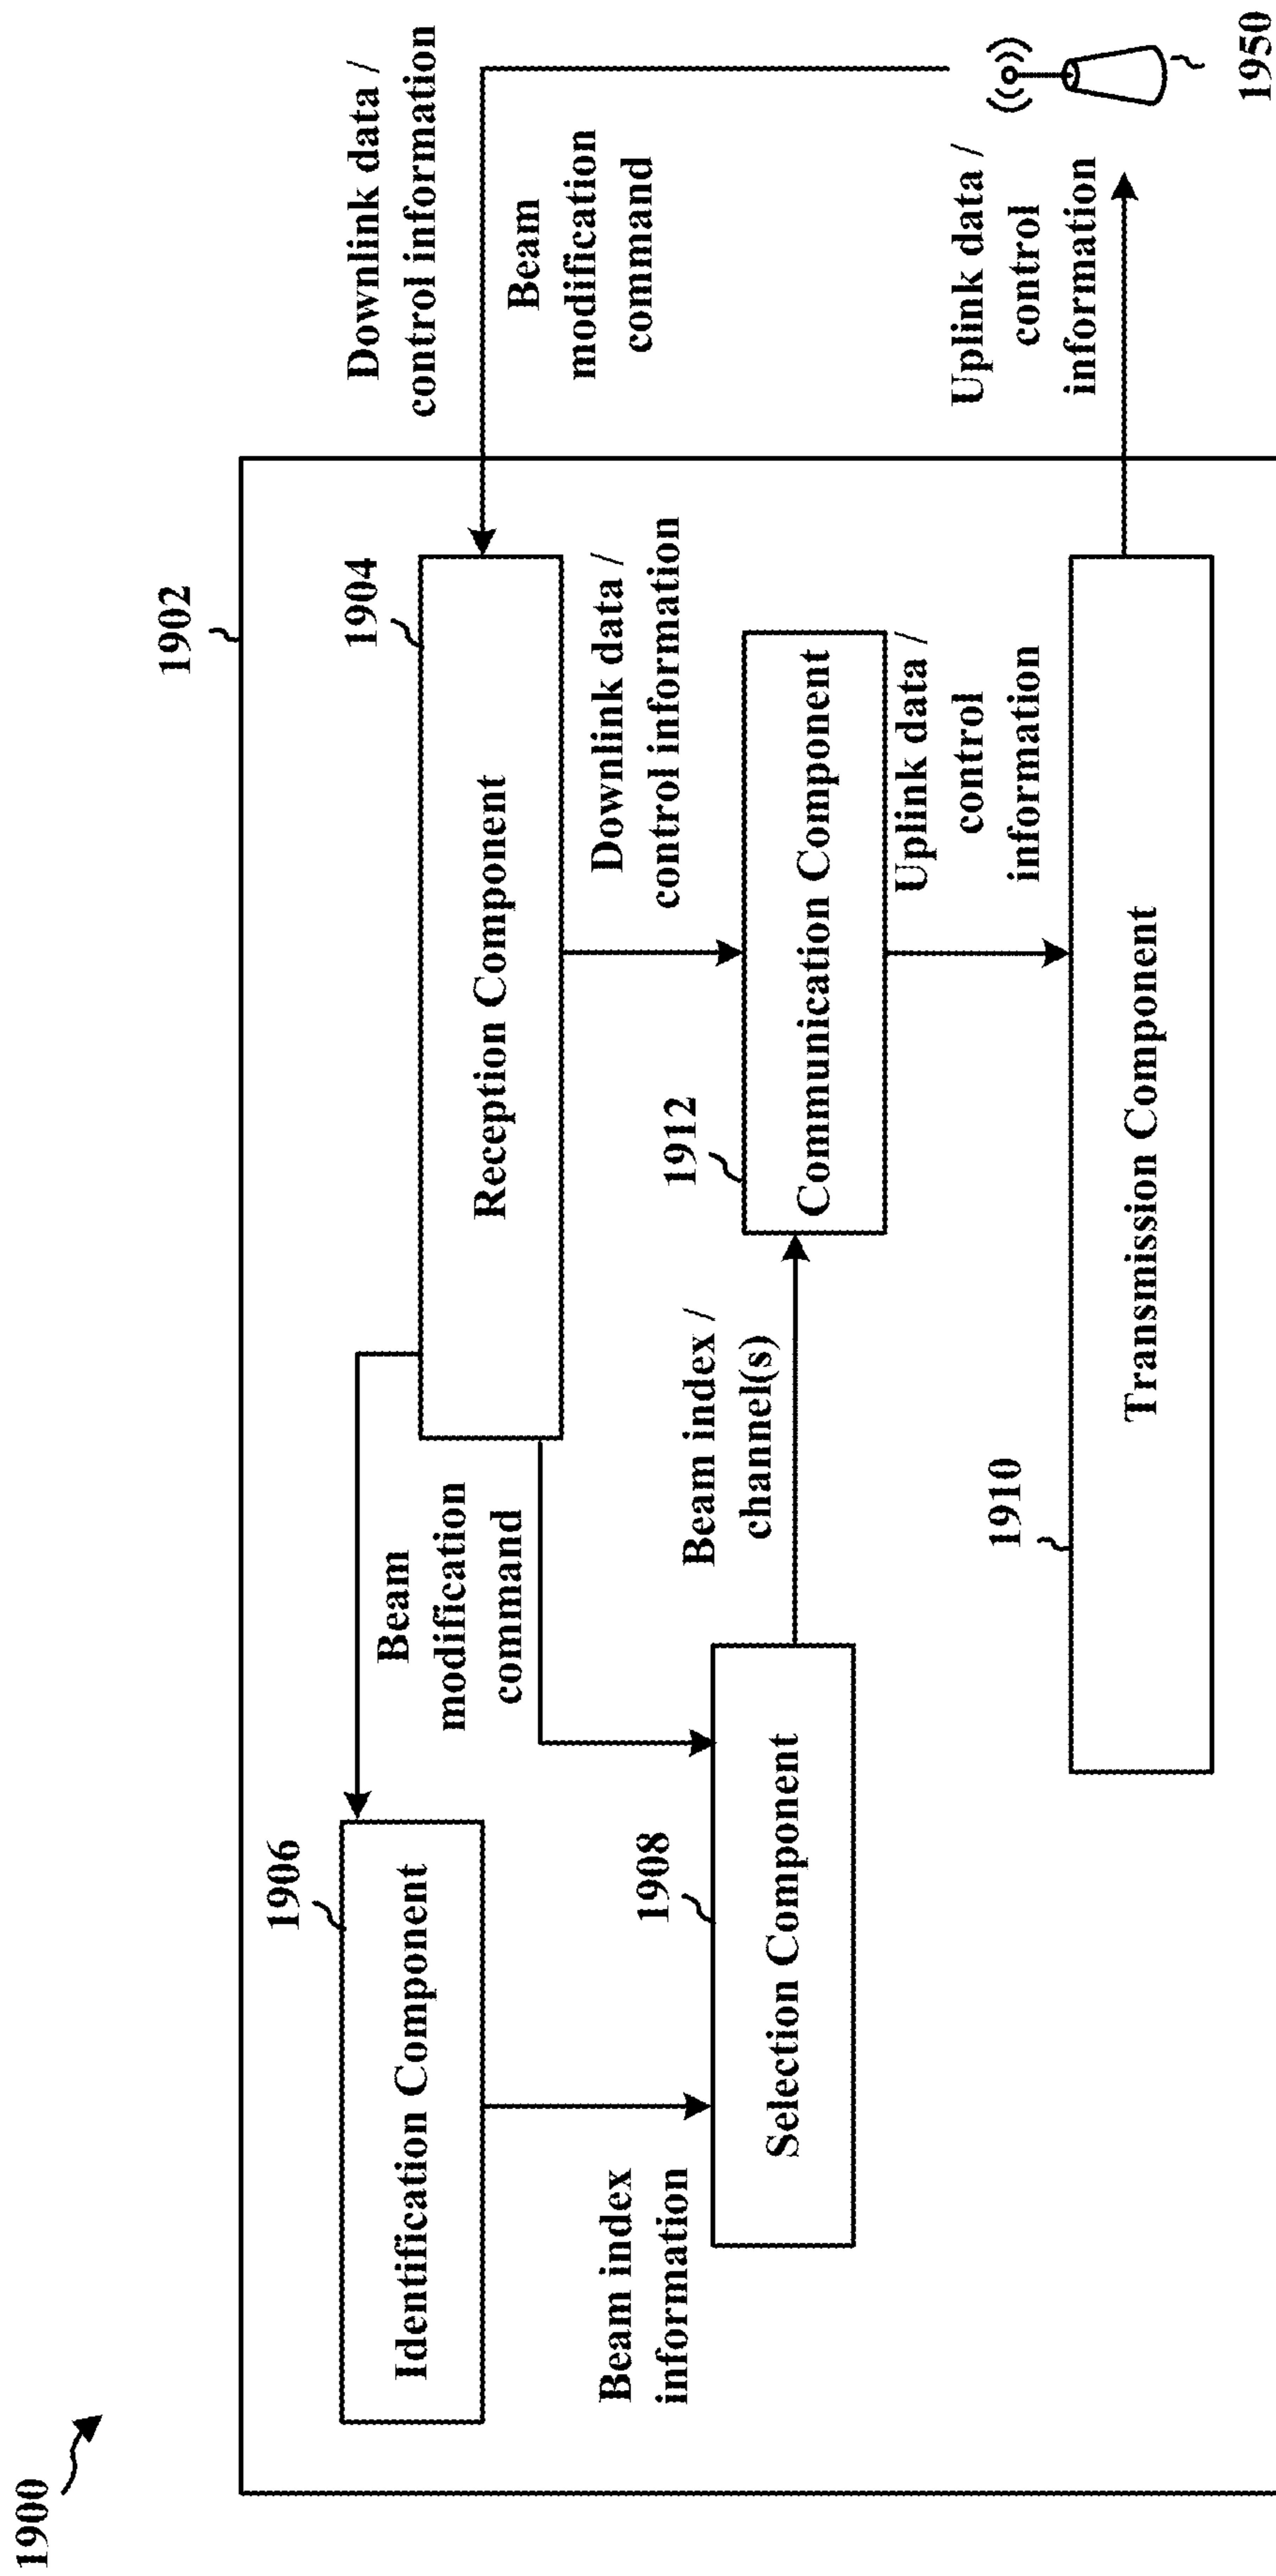 1900
1902
1906
Identification Component
Beam
modification
command
1904
Reception Component
Downlink data /
control information
Beam
modification
command
Beam index
information
1908
Selection Component
Beam index /
channel(s)
1912
Communication Component
Downlink data /
control information
Uplink data /
control
information
1910
Transmission Component
Uplink data /
control
information
1950